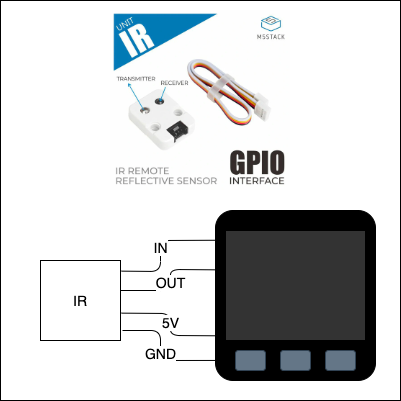 UNIT
IR
M5STACK
TRANSMITTER
RECEIVER
IR REMOTE
REFLECTIVE SENSOR
GPIO
INTERFACE
IN
OUT
IR
5V
GND